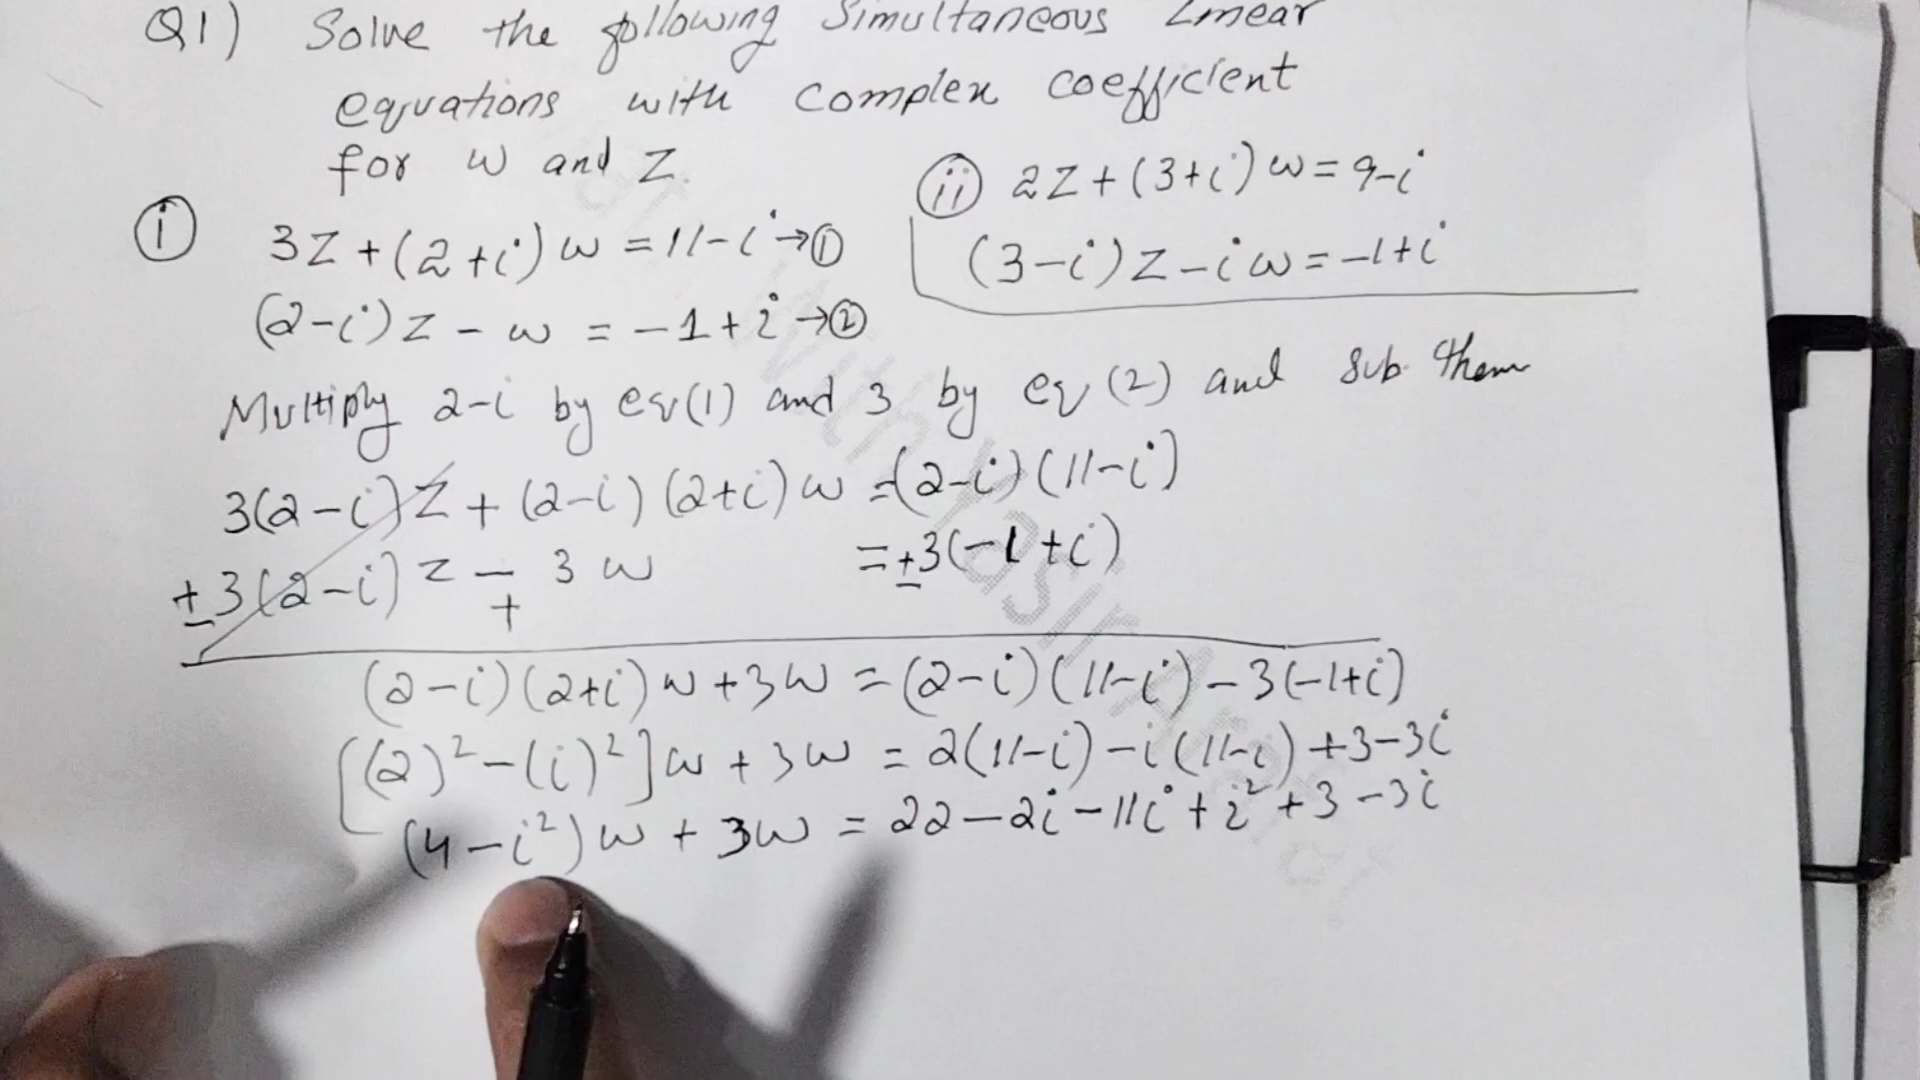 Q1) Solve the following Simultaneous Linear
equations with complex coefficient
for w and z.
(i) 3z + (2+i) w = 11-i → (1)
(2-i) z - w = -1 + i → (2)
(ii) 2z + (3+i) w = 9-i
(3-i) z - i w = -1+i
Multiply 2-i by eq(1) and 3 by eq (2) and sub them
3(2-i)z + (2-i) (2+i) w = (2-i) (11-i)
±3(2-i) z - 3 w = ±3(-1+i)
+
(2-i) (2+i) w + 3w = (2-i) (11-i) - 3(-1+i)
[(2)² - (i)²] w + 3w = 2(11-i) - i (11-i) + 3 - 3i
(4 - i²) w + 3w = 22 - 2i - 11i + i² + 3 - 3i
With Yasir Arafat